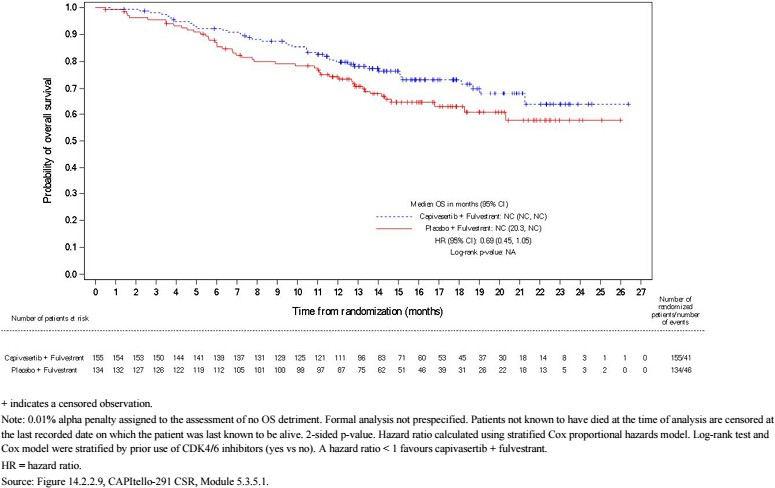 Probability of overall survival
1.0
0.9
0.8
0.7
0.6
0.5
0.4
0.3
0.2
0.1
0.0
Median OS in months (95% CI)
Capivasertib + Fulvestrant: NC (NC, NC)
Placebo + Fulvestrant: NC (20.3, NC)
HR (95% CI): 0.69 (0.45, 1.05)
Log-rank p-value: NA
0 1 2 3 4 5 6 7 8 9 10 11 12 13 14 15 16 17 18 19 20 21 22 23 24 25 26 27
Time from randomization (months)
Number of patients at risk
Number of
randomized
patients/number
of events
Capivasertib + Fulvestrant 155 154 153 150 144 141 139 137 131 129 125 121 111 96 83 71 60 53 45 37 30 18 14 8 3 1 1 0 155/41
Placebo + Fulvestrant 134 132 127 126 122 119 112 105 101 100 99 97 87 75 62 51 46 39 31 26 22 18 13 5 3 2 0 0 134/46
+ indicates a censored observation.
Note: 0.01% alpha penalty assigned to the assessment of no OS detriment. Formal analysis not prespecified. Patients not known to have died at the time of analysis are censored at
the last recorded date on which the patient was last known to be alive. 2-sided p-value. Hazard ratio calculated using stratified Cox proportional hazards model. Log-rank test and
Cox model were stratified by prior use of CDK4/6 inhibitors (yes vs no). A hazard ratio < 1 favours capivasertib + fulvestrant.
HR = hazard ratio.
Source: Figure 14.2.2.9, CAPItello-291 CSR, Module 5.3.5.1.